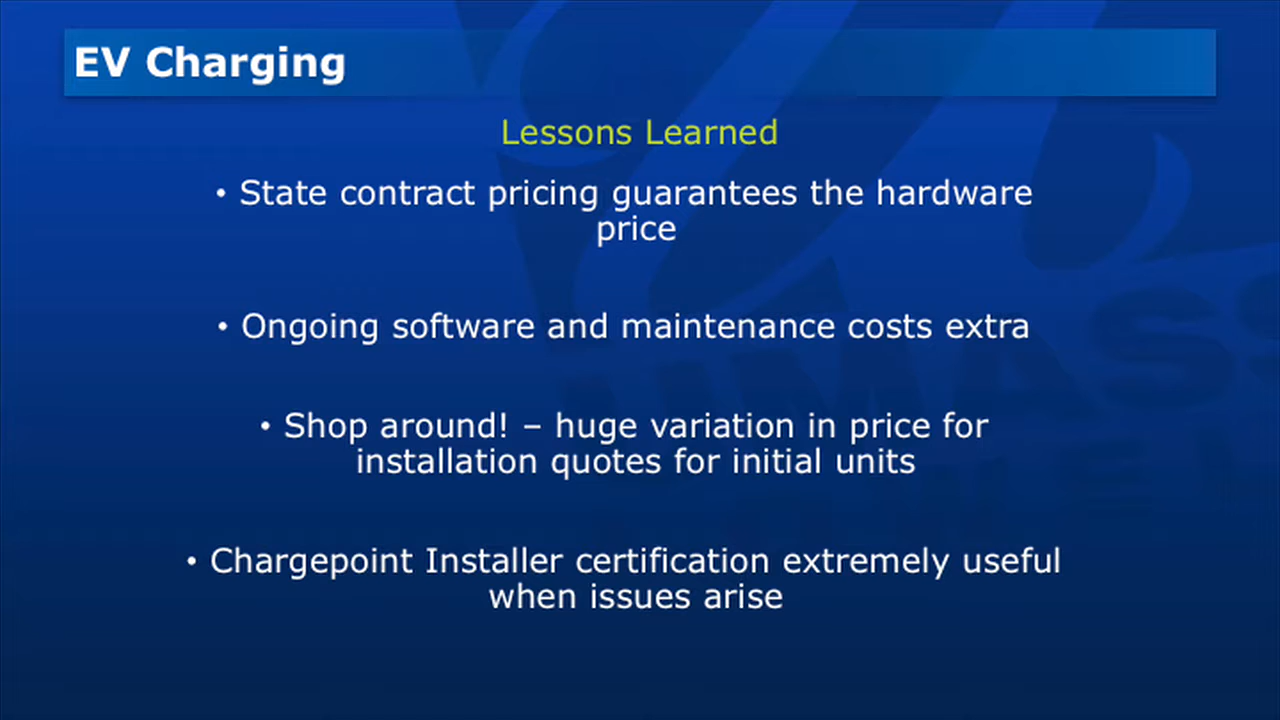 EV Charging
Lessons Learned
• State contract pricing guarantees the hardware
price
• Ongoing software and maintenance costs extra
• Shop around! – huge variation in price for
installation quotes for initial units
• Chargepoint Installer certification extremely useful
when issues arise
UMASS